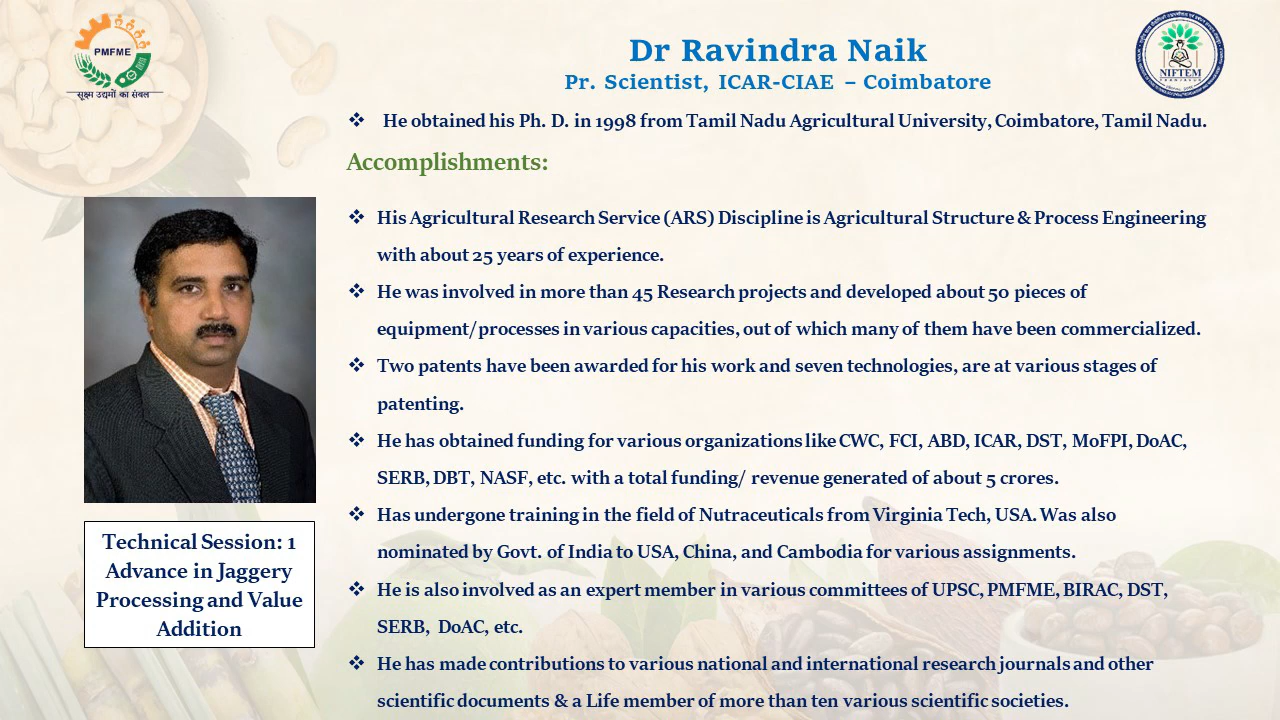 PMFME
सूक्ष्म उद्यमों का संबल
Dr Ravindra Naik
Pr. Scientist, ICAR-CIAE – Coimbatore
NIFTEM
❖ He obtained his Ph. D. in 1998 from Tamil Nadu Agricultural University, Coimbatore, Tamil Nadu.
Accomplishments:
❖ His Agricultural Research Service (ARS) Discipline is Agricultural Structure & Process Engineering
with about 25 years of experience.
❖ He was involved in more than 45 Research projects and developed about 50 pieces of
equipment/processes in various capacities, out of which many of them have been commercialized.
❖ Two patents have been awarded for his work and seven technologies, are at various stages of
patenting.
❖ He has obtained funding for various organizations like CWC, FCI, ABD, ICAR, DST, MoFPI, DoAC,
SERB, DBT, NASF, etc. with a total funding/ revenue generated of about 5 crores.
❖ Has undergone training in the field of Nutraceuticals from Virginia Tech, USA. Was also
nominated by Govt. of India to USA, China, and Cambodia for various assignments.
❖ He is also involved as an expert member in various committees of UPSC, PMFME, BIRAC, DST,
SERB, DoAC, etc.
❖ He has made contributions to various national and international research journals and other
scientific documents & a Life member of more than ten various scientific societies.
Technical Session: 1
Advance in Jaggery
Processing and Value
Addition